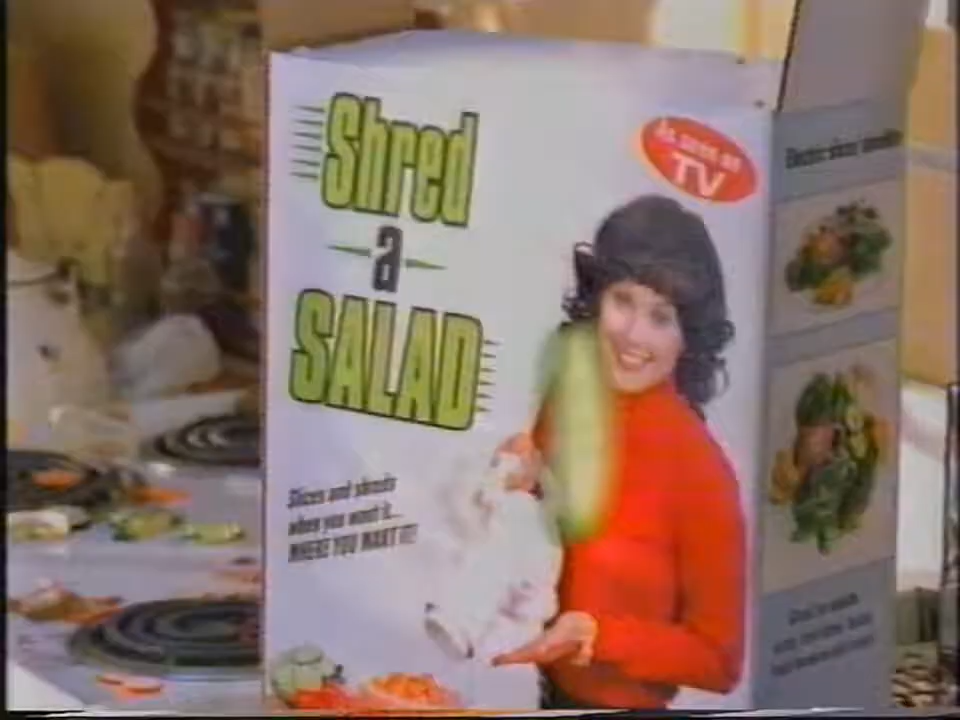 Shred
a
SALAD
As seen on
TV
Slices and shreds
when you want it...
WHERE YOU WANT IT!